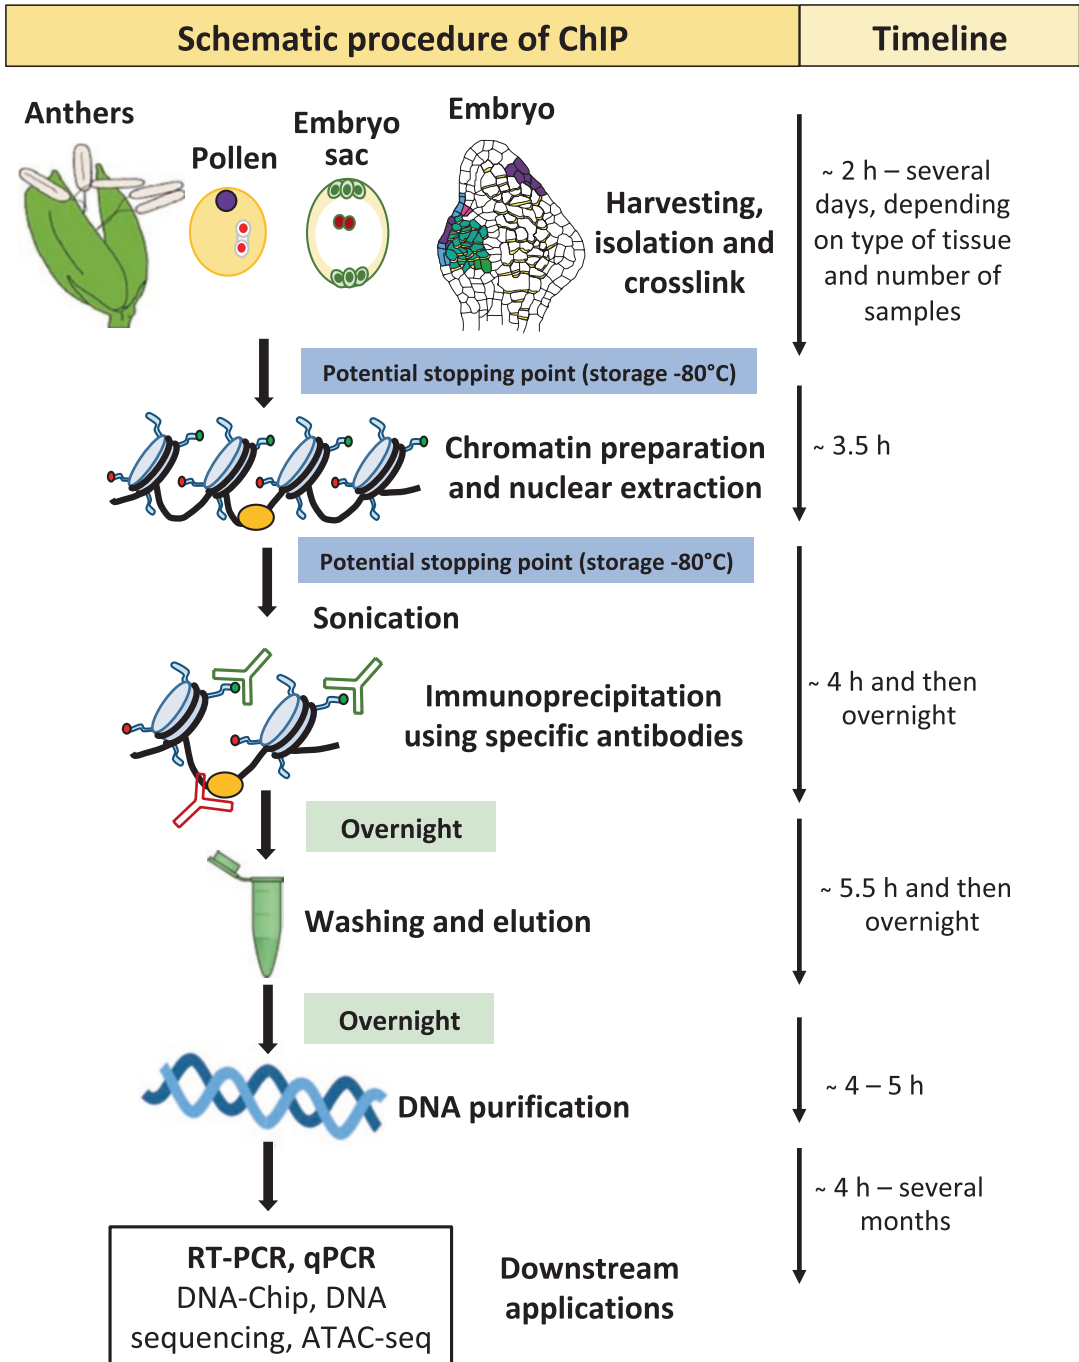 Schematic procedure of ChIP
Timeline
Anthers
Pollen
Embryo
sac
Embryo
Harvesting,
isolation and
crosslink
~ 2 h – several
days, depending
on type of tissue
and number of
samples
Potential stopping point (storage -80°C)
Chromatin preparation
and nuclear extraction
~ 3.5 h
Potential stopping point (storage -80°C)
Sonication
Immunoprecipitation
using specific antibodies
~ 4 h and then
overnight
Overnight
Washing and elution
~ 5.5 h and then
overnight
Overnight
DNA purification
~ 4 – 5 h
RT-PCR, qPCR
DNA-Chip, DNA
sequencing, ATAC-seq
Downstream
applications
~ 4 h – several
months